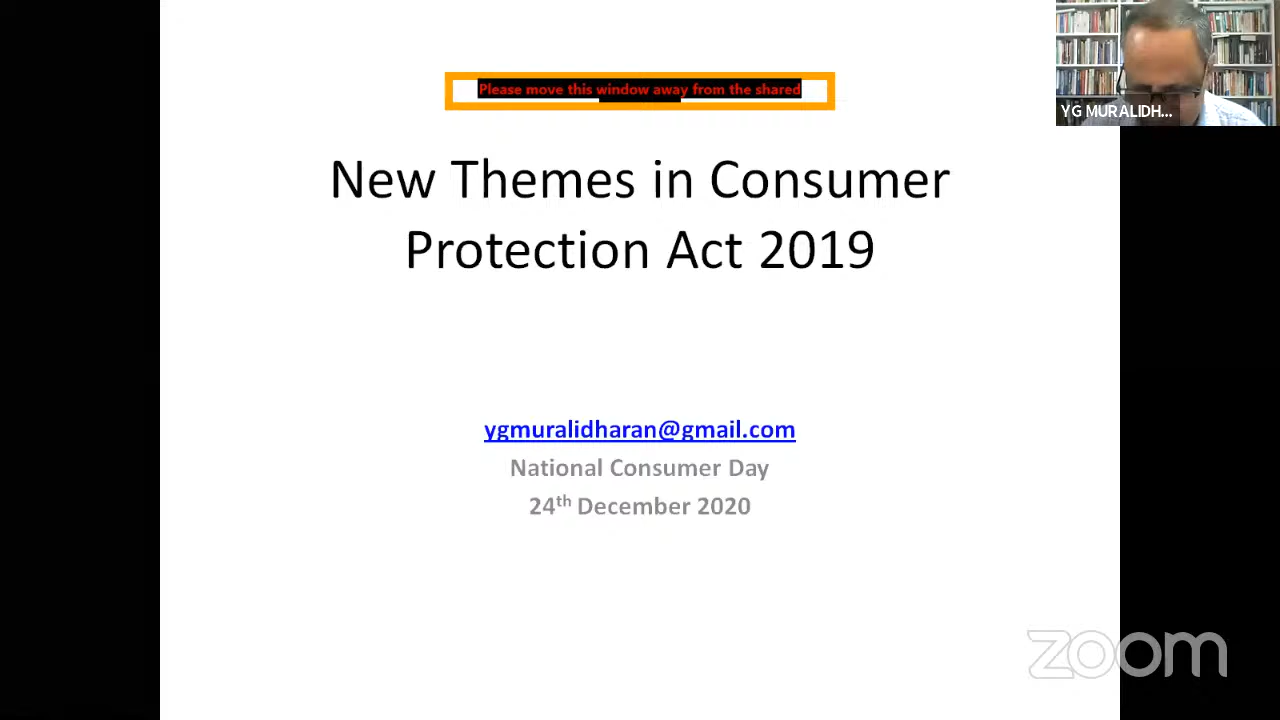 Please move this window away from the shared
YG MURALIDH...
New Themes in Consumer
Protection Act 2019
ygmuralidharan@gmail.com
National Consumer Day
24th December 2020
zoom